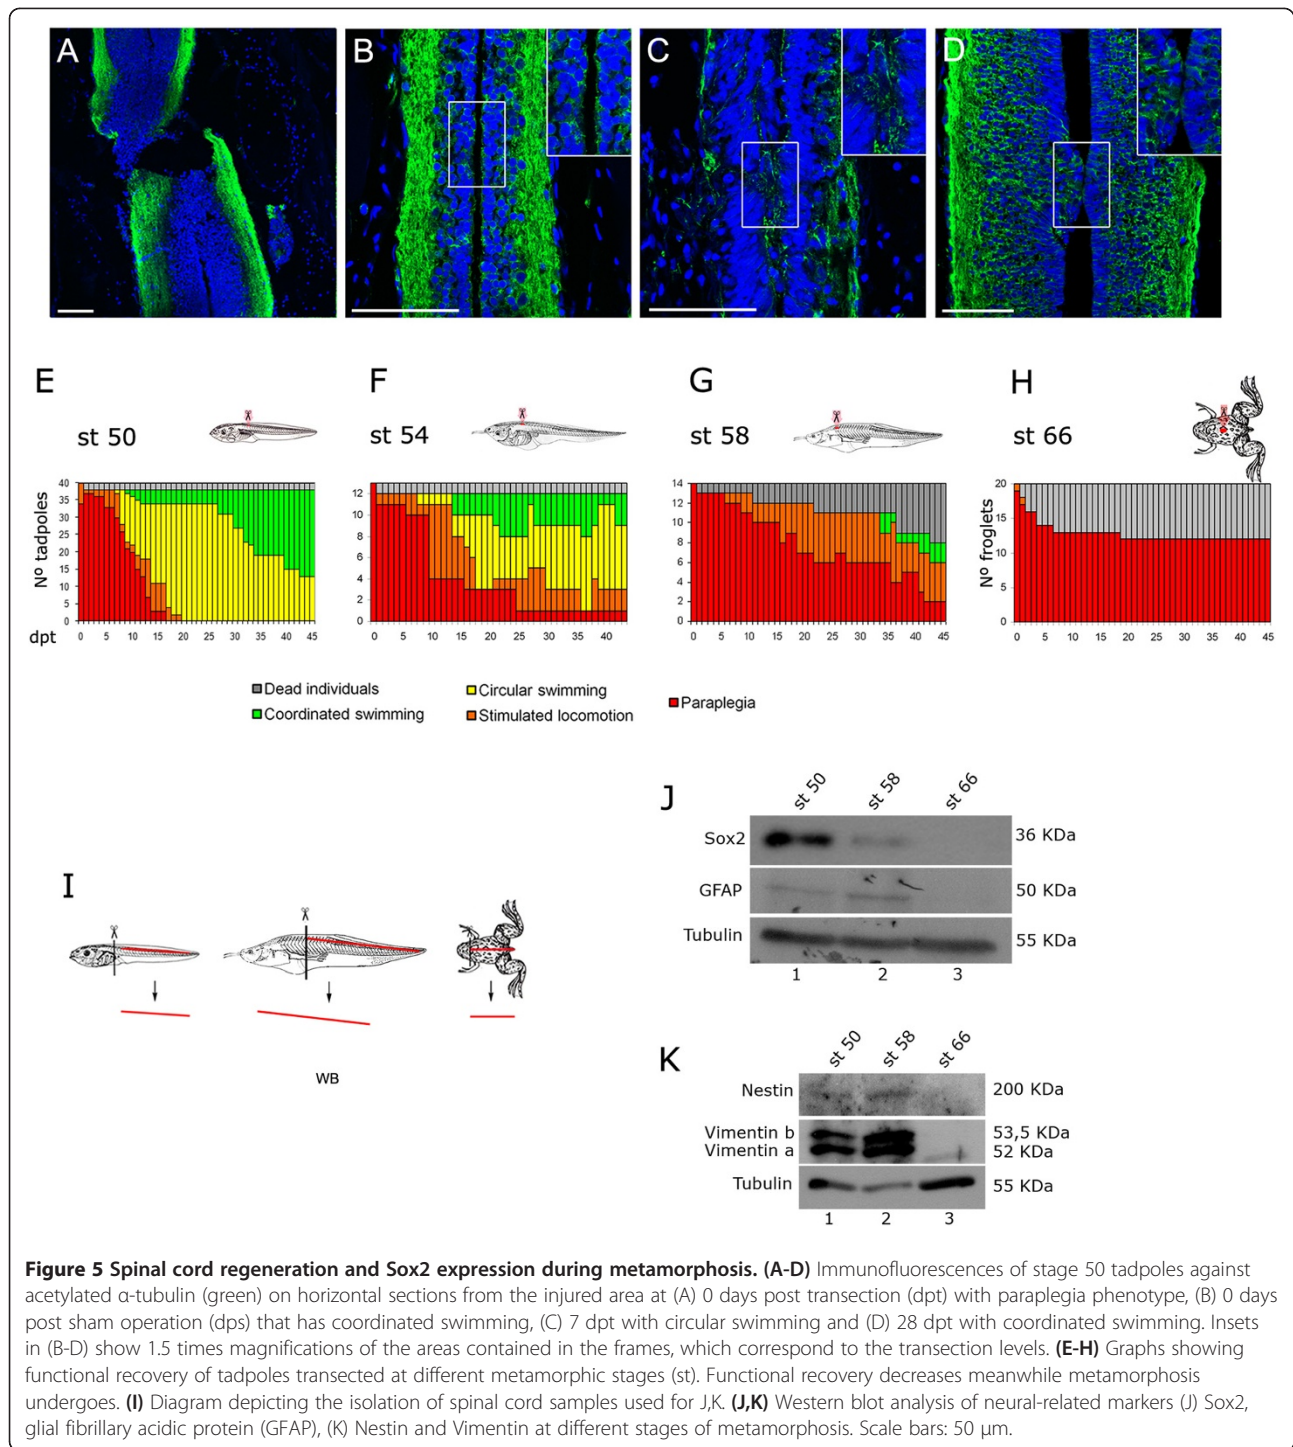 A B C D
E F G H
st 50 st 54 st 58 st 66
Nº tadpoles
40
35
30
25
20
15
10
5
0
dpt
0 5 10 15 20 25 30 35 40 45
12
10
8
6
4
2
0
0 5 10 15 20 25 30 35 40
14
12
10
8
6
4
2
0
0 5 10 15 20 25 30 35 40 45
Nº froglets
20
15
10
5
0
0 5 10 15 20 25 30 35 40 45
Dead individuals Circular swimming Paraplegia
Coordinated swimming Stimulated locomotion
I
WB
J
st 50 st 58 st 66
Sox2 36 KDa
GFAP 50 KDa
Tubulin 55 KDa
1 2 3
K
st 50 st 58 st 66
Nestin 200 KDa
Vimentin b 53,5 KDa
Vimentin a 52 KDa
Tubulin 55 KDa
1 2 3
Figure 5 Spinal cord regeneration and Sox2 expression during metamorphosis. (A-D) Immunofluorescences of stage 50 tadpoles against
acetylated α-tubulin (green) on horizontal sections from the injured area at (A) 0 days post transection (dpt) with paraplegia phenotype, (B) 0 days
post sham operation (dps) that has coordinated swimming, (C) 7 dpt with circular swimming and (D) 28 dpt with coordinated swimming. Insets
in (B-D) show 1.5 times magnifications of the areas contained in the frames, which correspond to the transection levels. (E-H) Graphs showing
functional recovery of tadpoles transected at different metamorphic stages (st). Functional recovery decreases meanwhile metamorphosis
undergoes. (I) Diagram depicting the isolation of spinal cord samples used for J,K. (J,K) Western blot analysis of neural-related markers (J) Sox2,
glial fibrillary acidic protein (GFAP), (K) Nestin and Vimentin at different stages of metamorphosis. Scale bars: 50 μm.